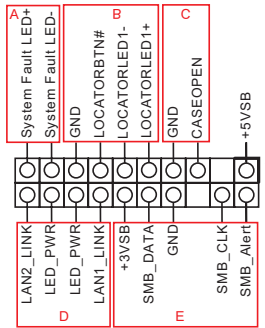 A
B
C
System Fault LED+
System Fault LED-
GND
LOCATORBTN#
LOCATORLED1-
LOCATORLED1+
GND
CASEOPEN
+5VSB
LAN2_LINK
LED_PWR
LED_PWR
LAN1_LINK
+3VSB
SMB_DATA
GND
SMB_CLK
SMB_Alert
D
E